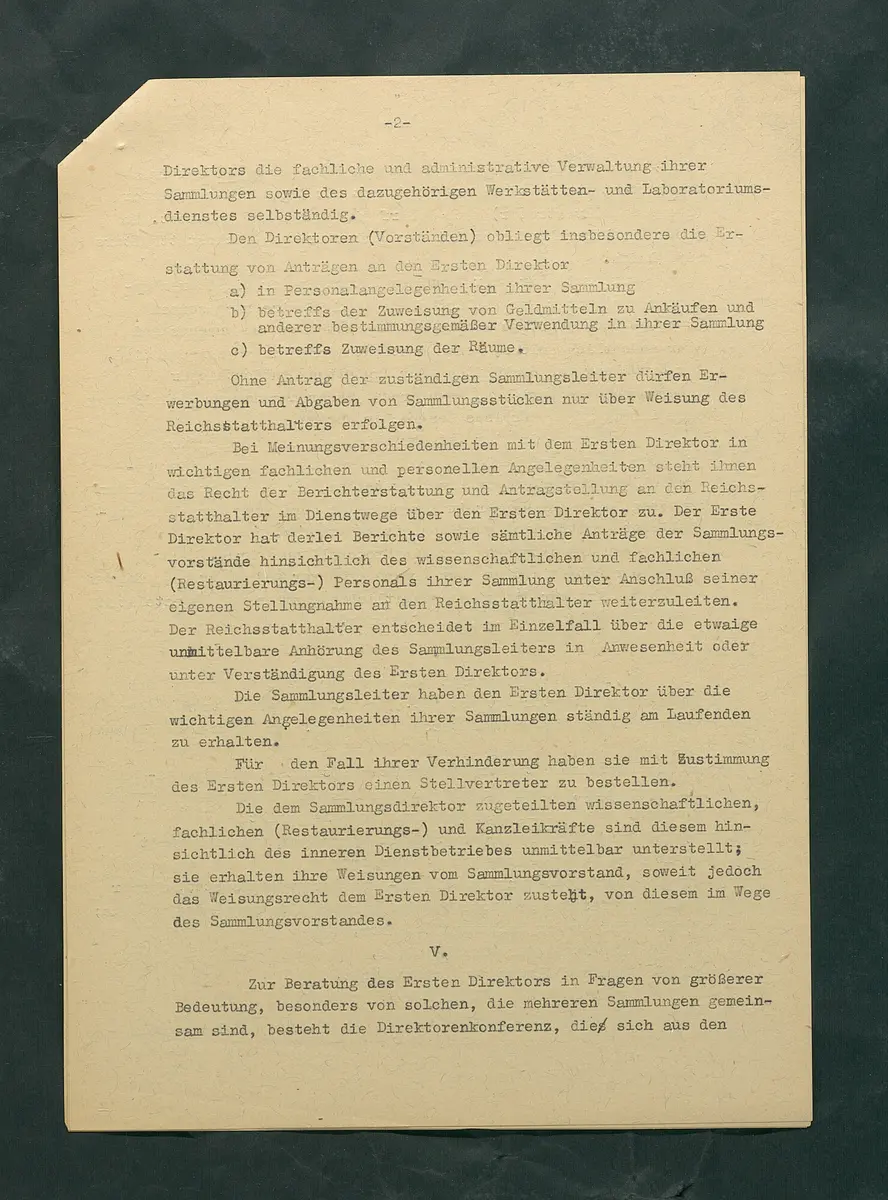 -2-
Direktors die fachliche und administrative Verwaltung ihrer
Sammlungen sowie des dazugehörigen Werkstätten- und Laboratoriums-
dienstes selbständig.
Den Direktoren (Vorständen) obliegt insbesondere die Er-
stattung von Anträgen an den Ersten Direktor
a) in Personalangelegenheiten ihrer Sammlung
b) betreffs der Zuweisung von Geldmitteln zu Ankäufen und
anderer bestimmungsgemäßer Verwendung in ihrer Sammlung
c) betreffs Zuweisung der Räume.
Ohne Antrag der zuständigen Sammlungsleiter dürfen Er-
werbungen und Abgaben von Sammlungsstücken nur über Weisung des
Reichsstatthalters erfolgen.
Bei Meinungsverschiedenheiten mit dem Ersten Direktor in
wichtigen fachlichen und personellen Angelegenheiten steht ihnen
das Recht der Berichterstattung und Antragstellung an den Reichs-
statthalter im Dienstwege über den Ersten Direktor zu. Der Erste
Direktor hat derlei Berichte sowie sämtliche Anträge der Sammlungs-
vorstände hinsichtlich des wissenschaftlichen und fachlichen
(Restaurierungs-) Personals ihrer Sammlung unter Anschluß seiner
eigenen Stellungnahme an den Reichsstatthalter weiterzuleiten.
Der Reichsstatthalter entscheidet im Einzelfall über die etwaige
unmittelbare Anhörung des Sammlungsleiters in Anwesenheit oder
unter Verständigung des Ersten Direktors.
Die Sammlungsleiter haben den Ersten Direktor über die
wichtigen Angelegenheiten ihrer Sammlungen ständig am Laufenden
zu erhalten.
Für den Fall ihrer Verhinderung haben sie mit Zustimmung
des Ersten Direktors einen Stellvertreter zu bestellen.
Die dem Sammlungsdirektor zugeteilten wissenschaftlichen,
fachlichen (Restaurierungs-) und Kanzleikräfte sind diesem hin-
sichtlich des inneren Dienstbetriebes unmittelbar unterstellt;
sie erhalten ihre Weisungen vom Sammlungsvorstand, soweit jedoch
das Weisungsrecht dem Ersten Direktor zusteht, von diesem im Wege
des Sammlungsvorstandes.
V.
Zur Beratung des Ersten Direktors in Fragen von größerer
Bedeutung, besonders von solchen, die mehreren Sammlungen gemein-
sam sind, besteht die Direktorenkonferenz, die sich aus den